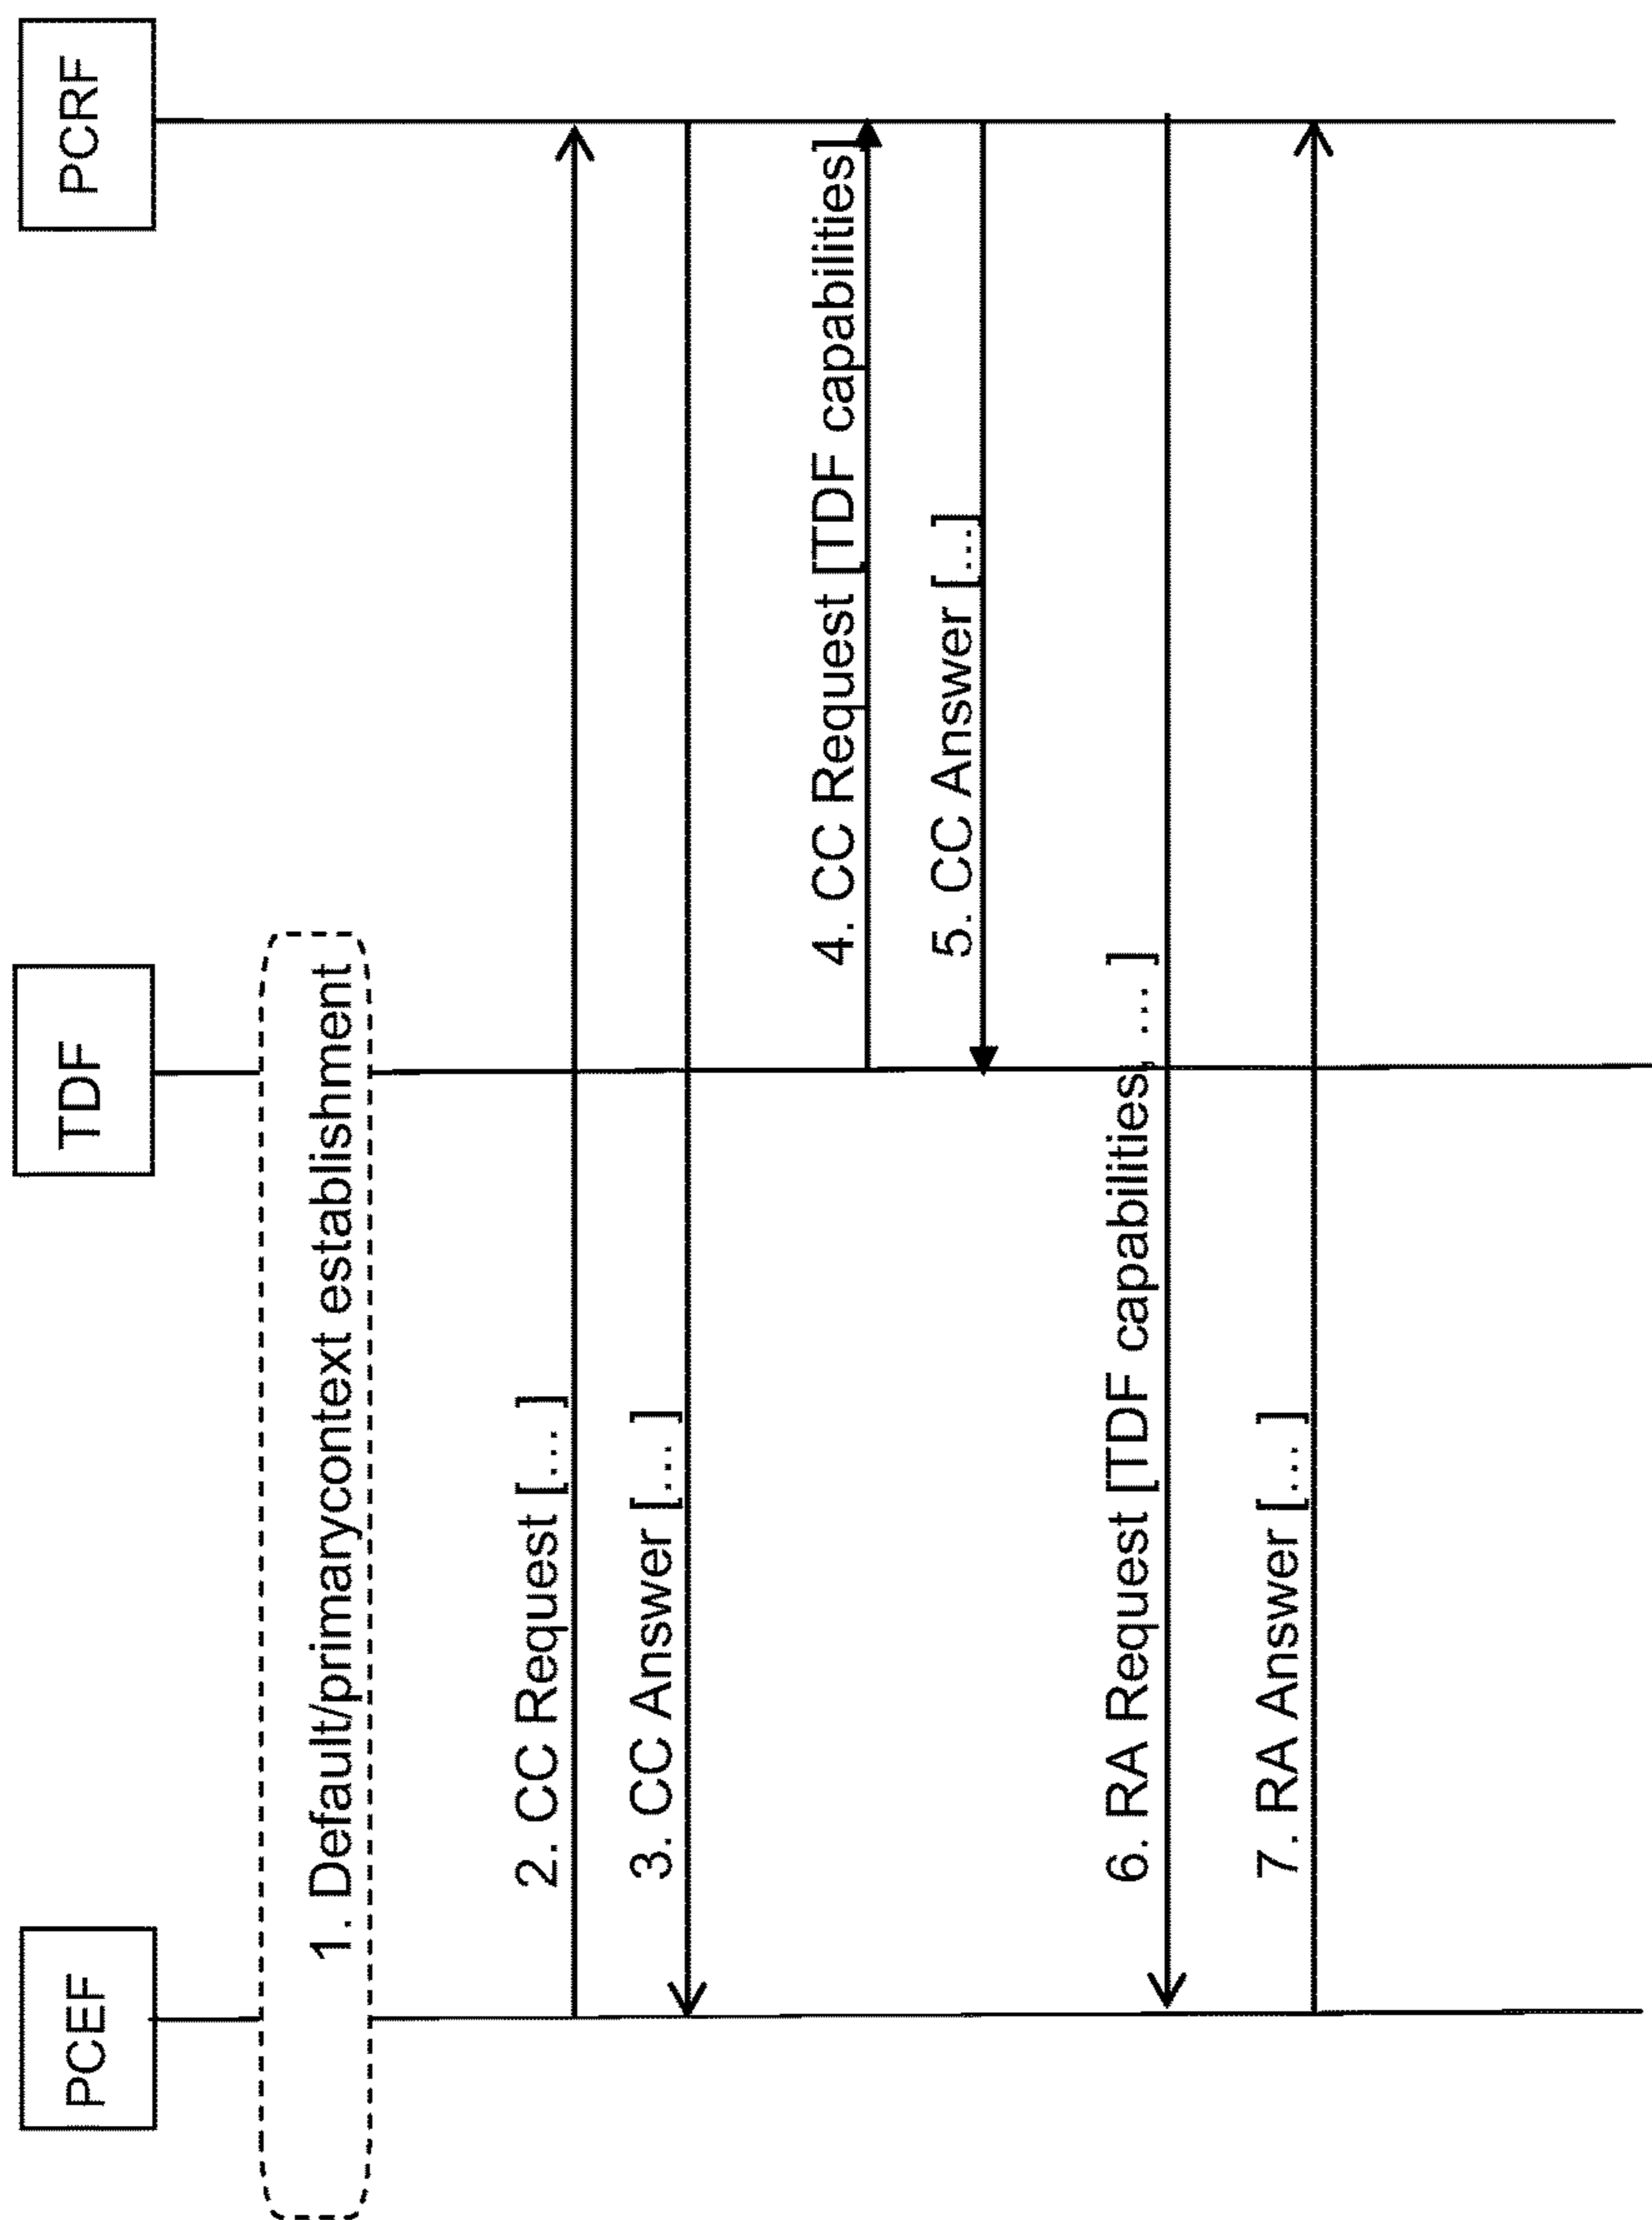 PCEF
TDF
PCRF
1. Default/primarycontext establishment
2. CC Request [... ]
3. CC Answer [... ]
4. CC Request [TDF capabilities]
5. CC Answer [...]
6. RA Request [TDF capabilities, ... ]
7. RA Answer [... ]